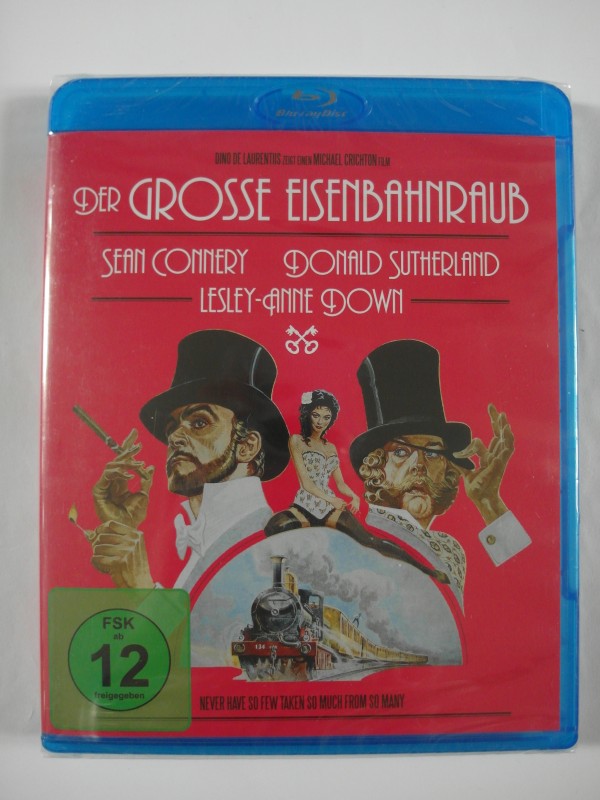 Blu-ray Disc
DINO DE LAURENTIIS ZEIGT EINEN MICHAEL CRICHTON FILM
DER GROSSE EISENBAHNRAUB
SEAN CONNERY DONALD SUTHERLAND
LESLEY-ANNE DOWN
134
FSK
ab
12
freigegeben
NEVER HAVE SO FEW TAKEN SO MUCH FROM SO MANY